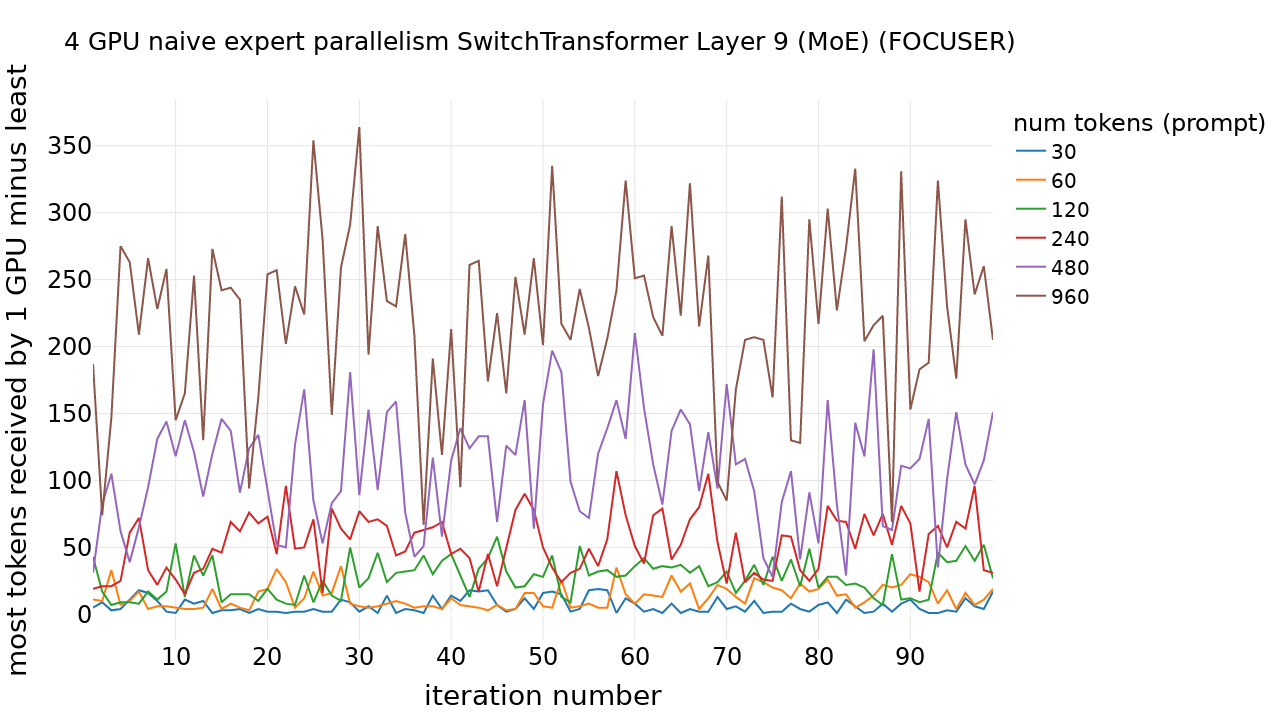 4 GPU naive expert parallelism SwitchTransformer Layer 9 (MoE) (FOCUSER)
most tokens received by 1 GPU minus least
350
300
250
200
150
100
50
0
10 20 30 40 50 60 70 80 90
iteration number
num tokens (prompt)
30
60
120
240
480
960